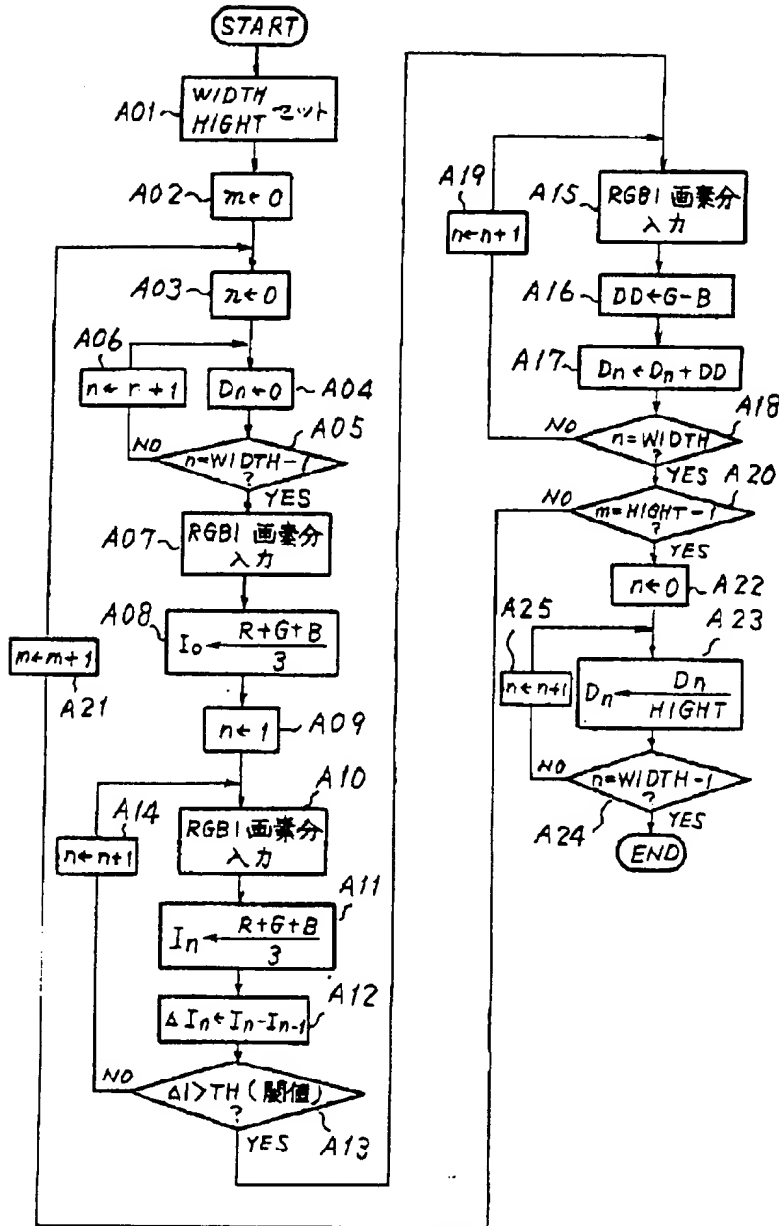 START
A01
WIDTH
HIGHT セット
A02
m←0
A03
n←0
A06
n←r+1
Dn←0
A04
A05
NO
n=WIDTH-1
?
YES
A07
RGB1 画素分
入力
A08
I₀←(R+G+B)/3
m←m+1
A21
n←1
A09
A10
A14
RGB1 画素分
入力
n←n+1
A11
In←(R+G+B)/3
A12
ΔIn←In-In-1
NO
ΔI>TH(閾値)
?
A13
YES
A19
n←n+1
A15
RGB1 画素分
入力
A16
DD←G-B
A17
Dn←Dn+DD
A18
NO
n=WIDTH
?
YES
A20
NO
m=HIGHT-1
?
YES
n←0
A22
A25
A23
n←n+1
Dn←Dn/HIGHT
NO
n=WIDTH-1
?
A24
YES
END